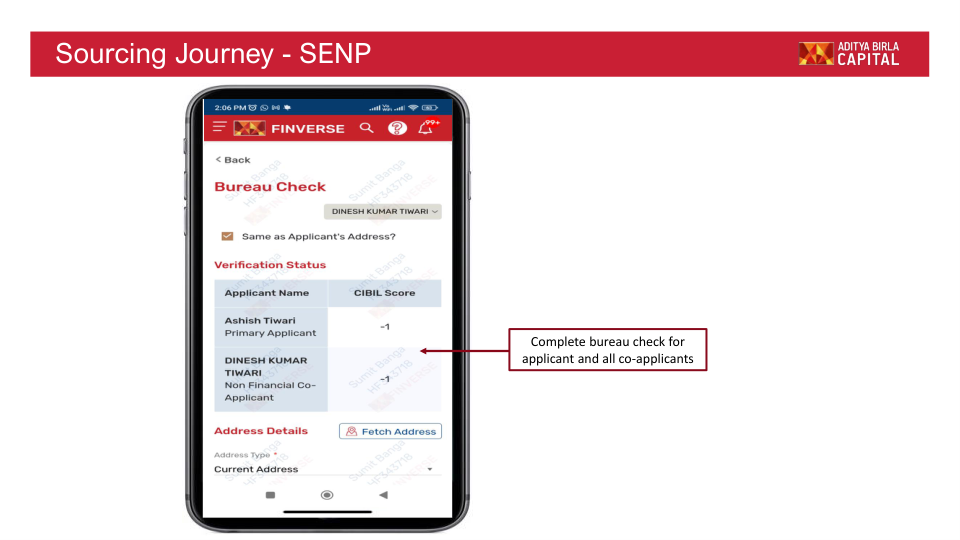 Sourcing Journey - SENP
ADITYA BIRLA
CAPITAL
2:06 PM
FINVERSE
99+
< Back
Bureau Check
DINESH KUMAR TIWARI
Same as Applicant's Address?
Verification Status
Applicant Name CIBIL Score
Ashish Tiwari
Primary Applicant
-1
DINESH KUMAR
TIWARI
Non Financial Co-
Applicant
-1
Address Details
Fetch Address
Address Type *
Current Address
Complete bureau check for
applicant and all co-applicants
Sumit Banga
HF343718